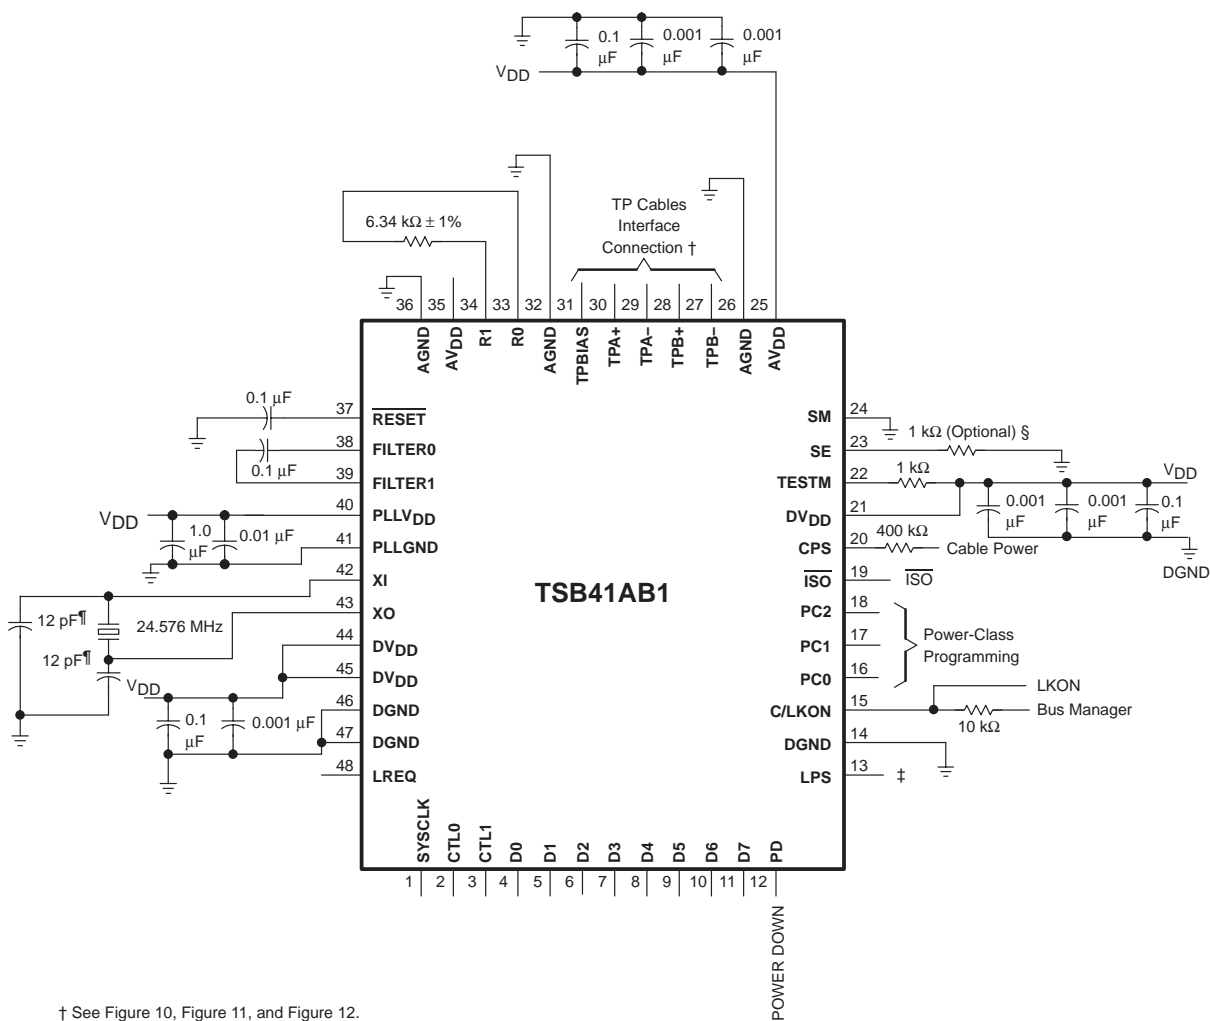 0.1
μF
0.001
μF
0.001
μF
VDD
6.34 kΩ ± 1%
TP Cables
Interface
Connection †
36 35 34 33 32 31 30 29 28 27 26 25
AGND
AVDD
R1
R0
AGND
TPBIAS
TPA+
TPA−
TPB+
TPB−
AGND
AVDD
0.1 μF
37 RESET
38 FILTER0
0.1 μF
39 FILTER1
VDD
40 PLLVDD
1.0
μF
0.01 μF
41 PLLGND
42 XI
43 XO
12 pF¶
24.576 MHz
12 pF¶
44 DVDD
45 DVDD
VDD
46 DGND
0.1
μF
0.001 μF
47 DGND
48 LREQ
TSB41AB1
SM 24
SE 23
1 kΩ (Optional) §
TESTM 22
1 kΩ
VDD
DVDD 21
0.001
μF
0.001
μF
0.1
μF
CPS 20
400 kΩ
Cable Power
DGND
ISO 19
ISO
PC2 18
PC1 17
PC0 16
Power-Class
Programming
C/LKON 15
LKON
10 kΩ
Bus Manager
DGND 14
LPS 13
‡
SYSCLK
CTL0
CTL1
D0
D1
D2
D3
D4
D5
D6
D7
PD
1 2 3 4 5 6 7 8 9 10 11 12
POWER DOWN
† See Figure 10, Figure 11, and Figure 12.